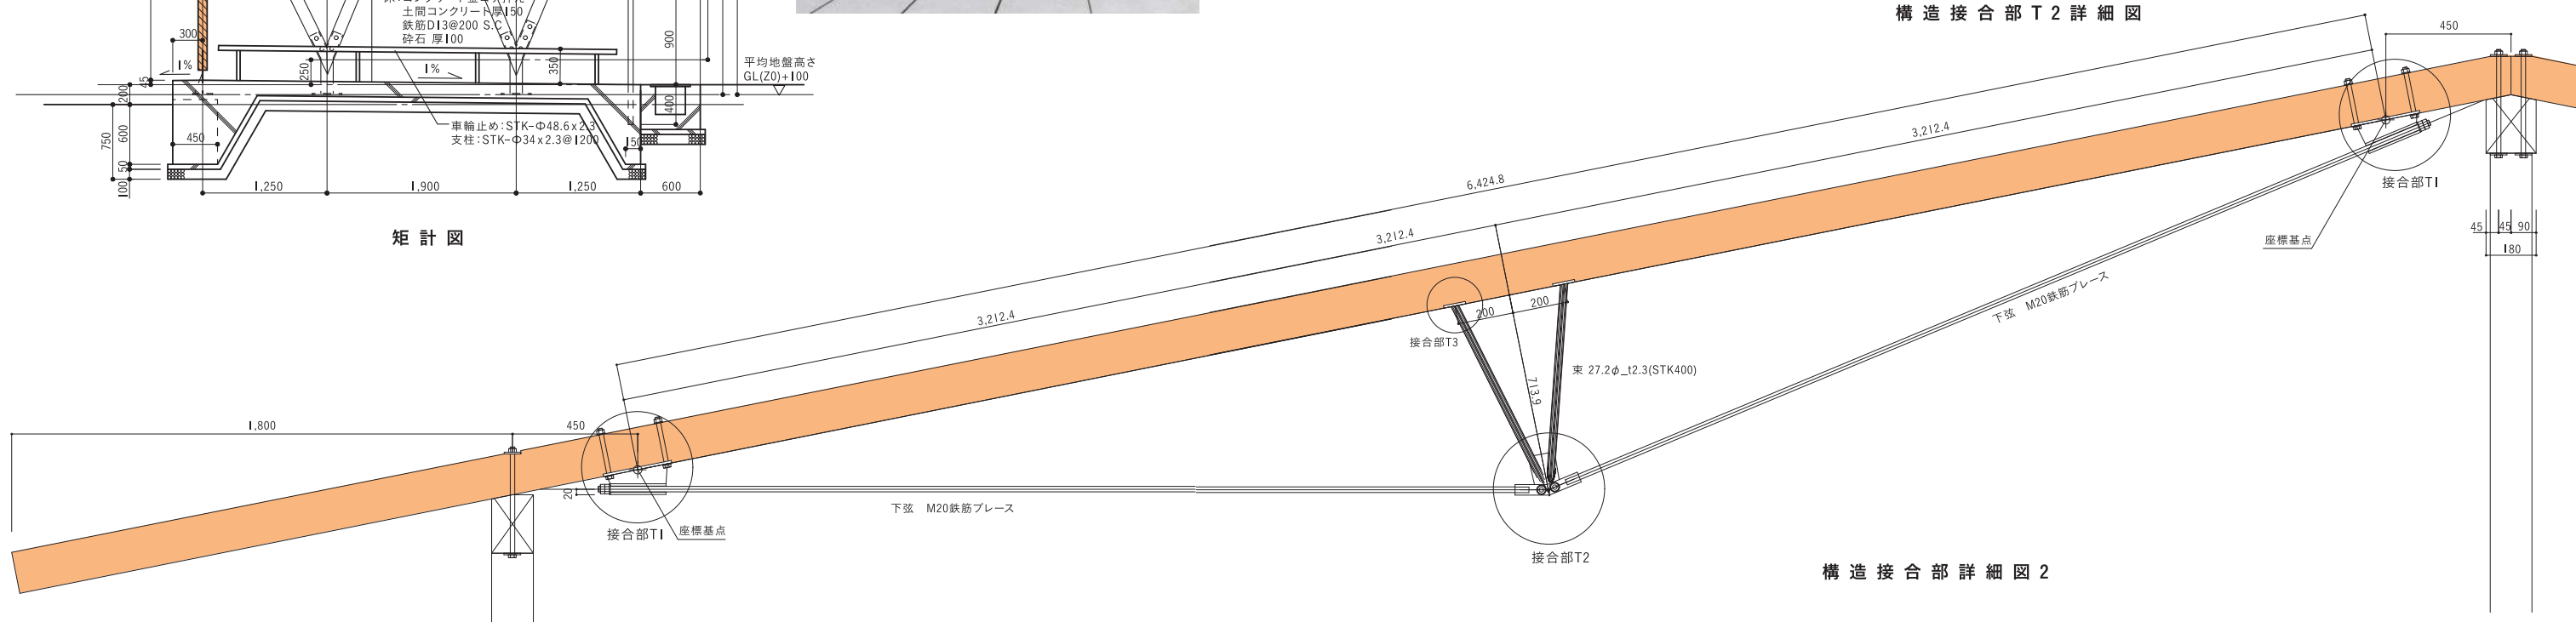 土間コンクリート厚150
鉄筋D13@200 S.C
砕石 厚100
300
1%
1%
45
200
750
600
50
100
450
250
350
900
400
150
平均地盤高さ
GL(Z0)+100
車輪止め:STK-Φ48.6x2.3
支柱:STK-Φ34x2.3@1200
1,250
1,900
1,250
600
矩計図
構造接合部T2詳細図
450
6,424.8
3,212.4
3,212.4
3,212.4
接合部T1
座標基点
45
45
90
180
下弦 M20鉄筋ブレース
200
200
接合部T3
713.9
束 27.2φ_t2.3(STK400)
1,800
450
20
接合部T1
座標基点
下弦 M20鉄筋ブレース
接合部T2
構造接合部詳細図2